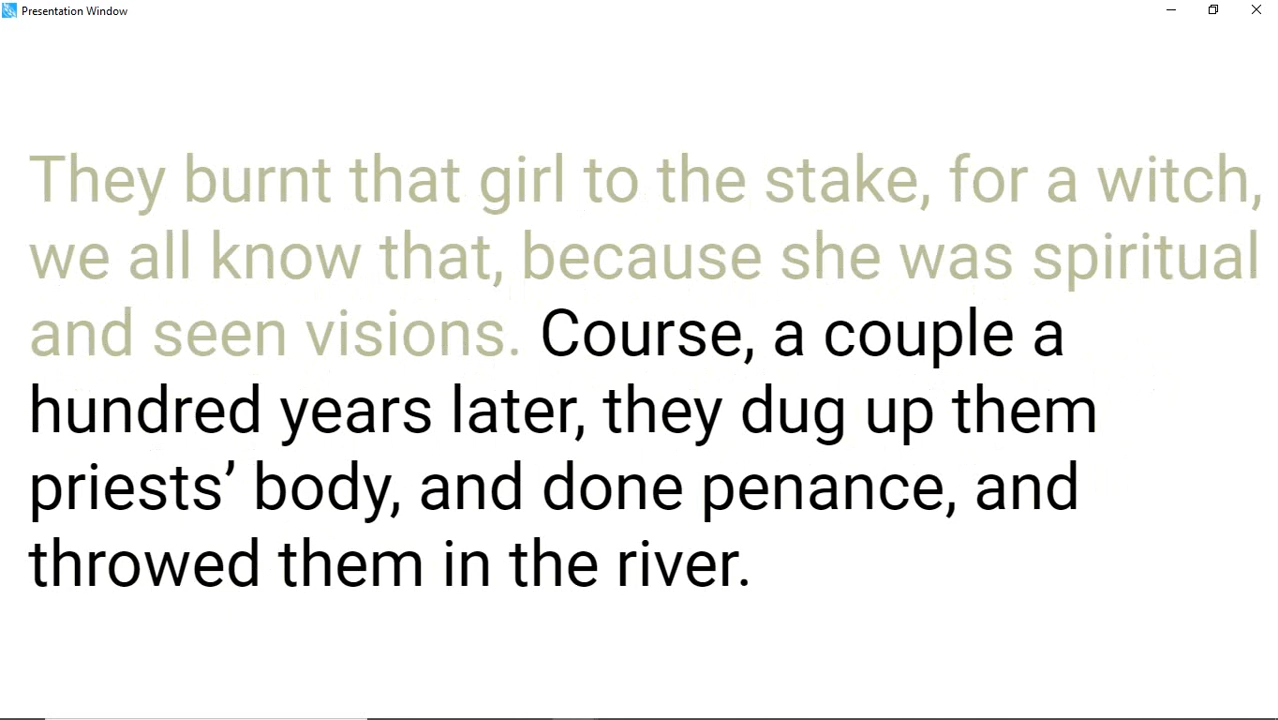 Presentation Window
They burnt that girl to the stake, for a witch,
we all know that, because she was spiritual
and seen visions. Course, a couple a
hundred years later, they dug up them
priests’ body, and done penance, and
throwed them in the river.